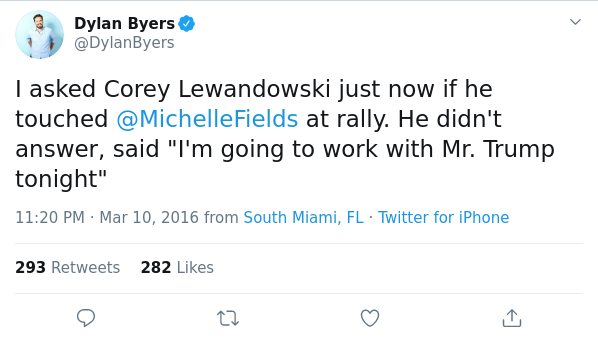 Dylan Byers
@DylanByers
I asked Corey Lewandowski just now if he
touched @MichelleFields at rally. He didn't
answer, said "I'm going to work with Mr. Trump
tonight"
11:20 PM · Mar 10, 2016 from South Miami, FL · Twitter for iPhone
293 Retweets 282 Likes